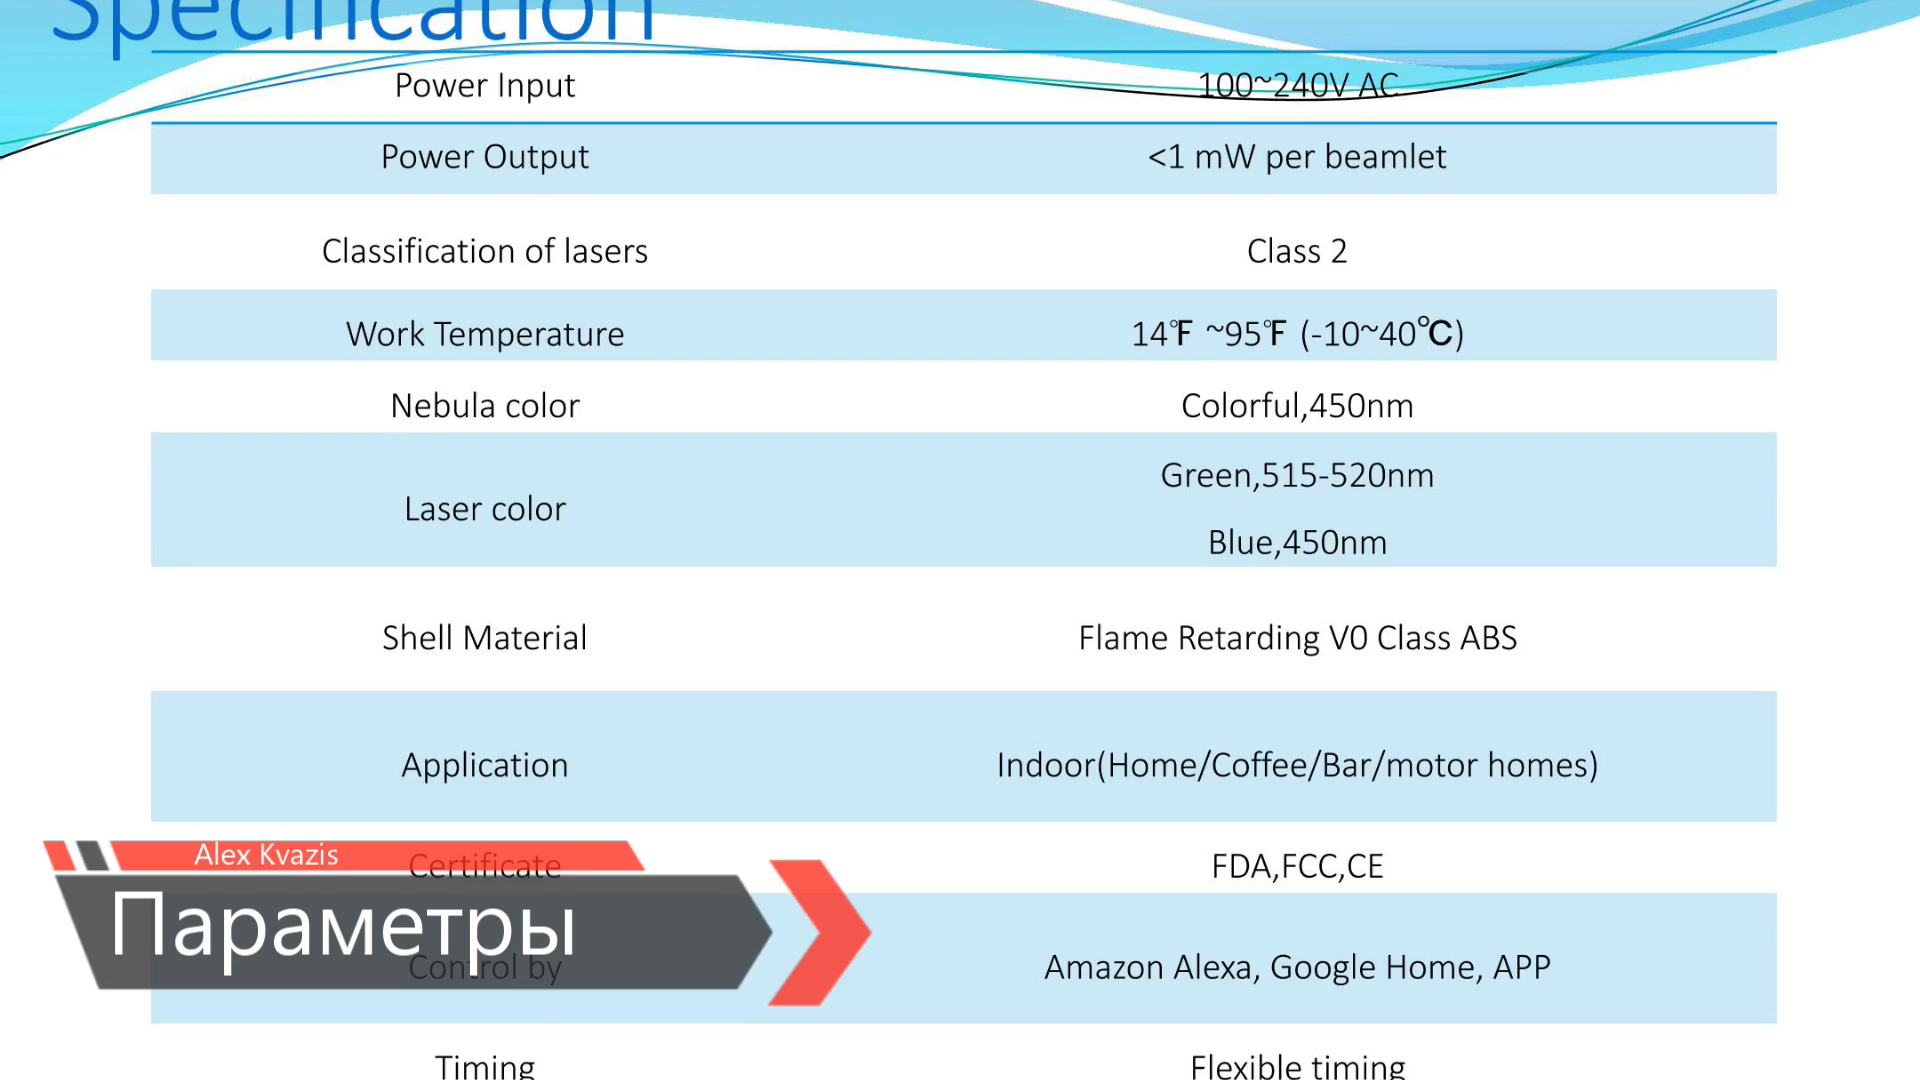 Specification
Power Input 100~240V AC
Power Output <1 mW per beamlet
Classification of lasers Class 2
Work Temperature 14℉ ~95℉ (-10~40℃)
Nebula color Colorful,450nm
Laser color Green,515-520nm
Blue,450nm
Shell Material Flame Retarding V0 Class ABS
Application Indoor(Home/Coffee/Bar/motor homes)
Alex Kvazis
Certificate FDA,FCC,CE
Параметры
Control by Amazon Alexa, Google Home, APP
Timing Flexible timing